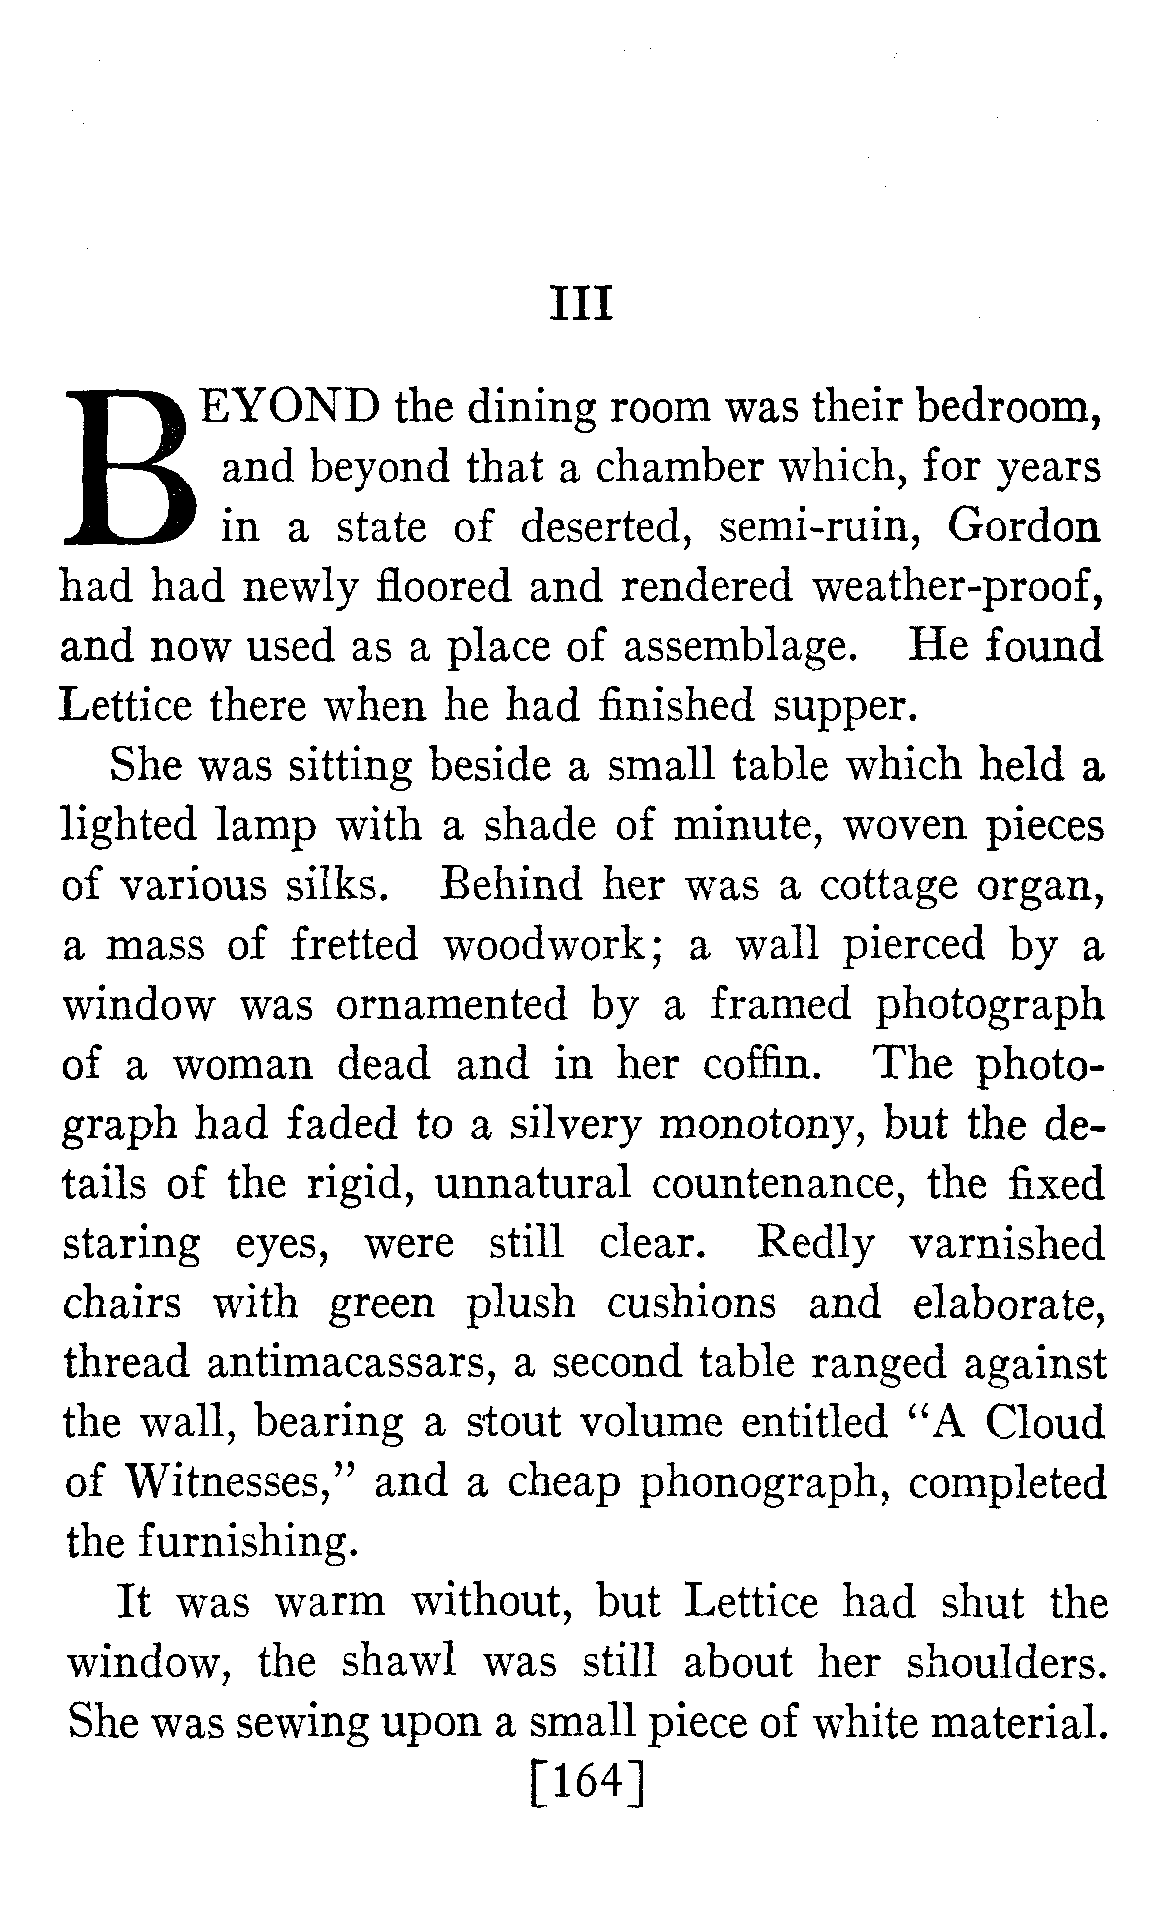 III
BEYOND the dining room was their bedroom,
and beyond that a chamber which, for years
in a state of deserted, semi-ruin, Gordon
had had newly floored and rendered weather-proof,
and now used as a place of assemblage. He found
Lettice there when he had finished supper.
She was sitting beside a small table which held a
lighted lamp with a shade of minute, woven pieces
of various silks. Behind her was a cottage organ,
a mass of fretted woodwork; a wall pierced by a
window was ornamented by a framed photograph
of a woman dead and in her coffin. The photo-
graph had faded to a silvery monotony, but the de-
tails of the rigid, unnatural countenance, the fixed
staring eyes, were still clear. Redly varnished
chairs with green plush cushions and elaborate,
thread antimacassars, a second table ranged against
the wall, bearing a stout volume entitled “A Cloud
of Witnesses,” and a cheap phonograph, completed
the furnishing.
It was warm without, but Lettice had shut the
window, the shawl was still about her shoulders.
She was sewing upon a small piece of white material.
[164]